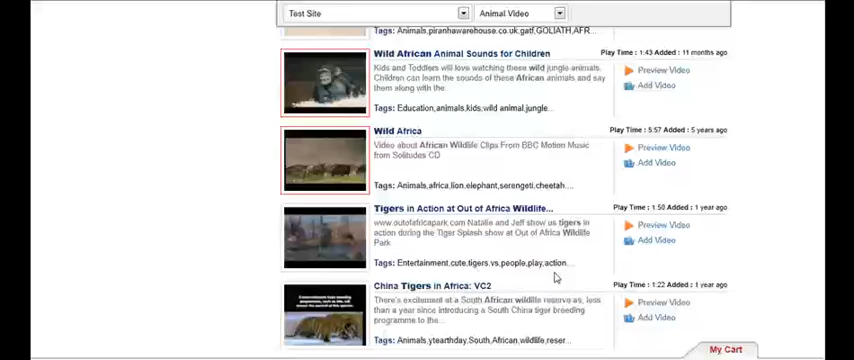 Test Site
Animal Video
Tags: Animals,piranhawarehouse.co.uk.gatf,GOLIATH,AFR...
Wild African Animal Sounds for Children
Play Time : 1:43 Added : 11 months ago
Kids and Toddlers will love watching these wild jungle animals.
Children can learn the sounds of these African animals and say
them along with the...
Tags: Education,animals,kids,wild animal,jungle...
Preview Video
Add Video
Wild Africa
Play Time : 5:57 Added : 5 years ago
Video about African Wildlife Clips From BBC Motion Music
from Solitudes CD
Tags: Animals,africa,lion,elephant,serengeti,cheetah....
Preview Video
Add Video
Tigers in Action at Out of Africa Wildlife...
Play Time : 1:50 Added : 1 year ago
www.outofafricapark.com Natalie and Jeff show us tigers in
action during the Tiger Splash show at Out of Africa Wildlife
Park
Tags: Entertainment,cute,tigers,vs,people,play,action...
Preview Video
Add Video
China Tigers in Africa: VC2
Play Time : 1:22 Added : 1 year ago
There's excitement at a South African wildlife reserve as, less
than a year since introducing a South China tiger breeding
programme to the...
Tags: Animals,ytearthday,South,African,wildlife,reser...
Preview Video
Add Video
My Cart